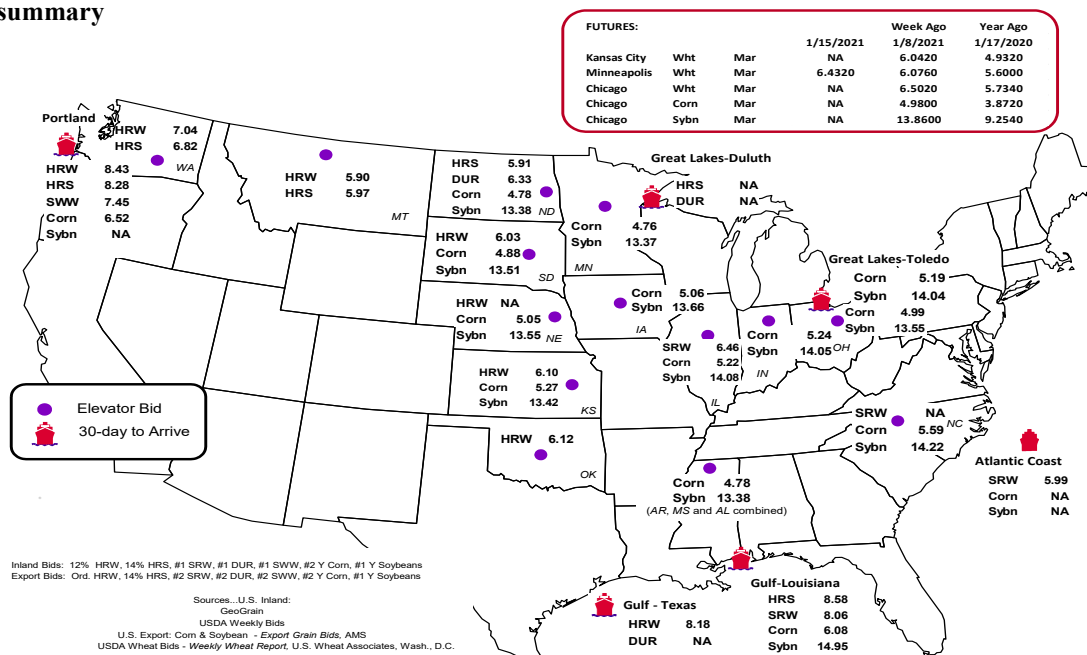 summary
FUTURES: Week Ago Year Ago
1/15/2021 1/8/2021 1/17/2020
Kansas City Wht Mar NA 6.0420 4.9320
Minneapolis Wht Mar 6.4320 6.0760 5.6000
Chicago Wht Mar NA 6.5020 5.7340
Chicago Corn Mar NA 4.9800 3.8720
Chicago Sybn Mar NA 13.8600 9.2540
Portland
HRW 7.04
HRS 6.82
WA
HRW 8.43
HRS 8.28
SWW 7.45
Corn 6.52
Sybn NA
HRW 5.90
HRS 5.97
MT
HRS 5.91
DUR 6.33
Corn 4.78
Sybn 13.38 ND
Great Lakes-Duluth
HRS NA
DUR NA
Corn 4.76
Sybn 13.37
MN
HRW 6.03
Corn 4.88
Sybn 13.51
SD
Great Lakes-Toledo
Corn 5.19
Sybn 14.04
Corn 4.99
Sybn 13.55
OH
HRW NA
Corn 5.05
Sybn 13.55 NE
Corn 5.06
Sybn 13.66
IA
SRW 6.46
Corn 5.22
Sybn 14.08
IL
Corn 5.24
Sybn 14.05
IN
HRW 6.10
Corn 5.27
Sybn 13.42
KS
Elevator Bid
30-day to Arrive
HRW 6.12
OK
SRW NA
Corn 5.59 NC
Sybn 14.22
Corn 4.78
Sybn 13.38
(AR, MS and AL combined)
Atlantic Coast
SRW 5.99
Corn NA
Sybn NA
Gulf - Texas
HRW 8.18
DUR NA
Gulf-Louisiana
HRS 8.58
SRW 8.06
Corn 6.08
Sybn 14.95
Inland Bids: 12% HRW, 14% HRS, #1 SRW, #1 DUR, #1 SWW, #2 Y Corn, #1 Y Soybeans
Export Bids: Ord. HRW, 14% HRS, #2 SRW, #2 DUR, #2 SWW, #2 Y Corn, #1 Y Soybeans
Sources...U.S. Inland:
GeoGrain
USDA Weekly Bids
U.S. Export: Corn & Soybean - Export Grain Bids, AMS
USDA Wheat Bids - Weekly Wheat Report, U.S. Wheat Associates, Wash., D.C.